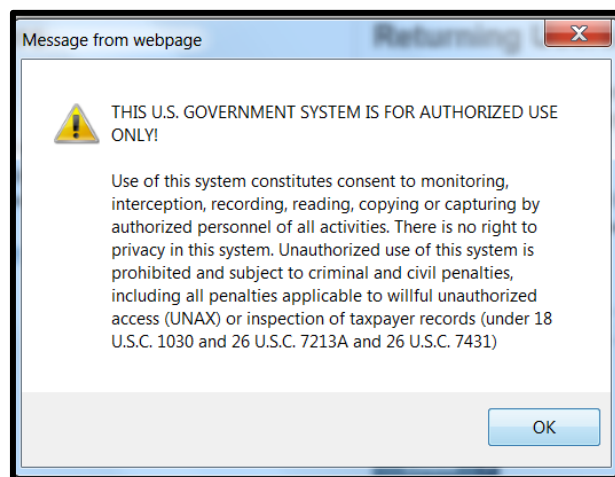 Returning
Message from webpage
THIS U.S. GOVERNMENT SYSTEM IS FOR AUTHORIZED USE
ONLY!
Use of this system constitutes consent to monitoring,
interception, recording, reading, copying or capturing by
authorized personnel of all activities. There is no right to
privacy in this system. Unauthorized use of this system is
prohibited and subject to criminal and civil penalties,
including all penalties applicable to willful unauthorized
access (UNAX) or inspection of taxpayer records (under 18
U.S.C. 1030 and 26 U.S.C. 7213A and 26 U.S.C. 7431)
OK